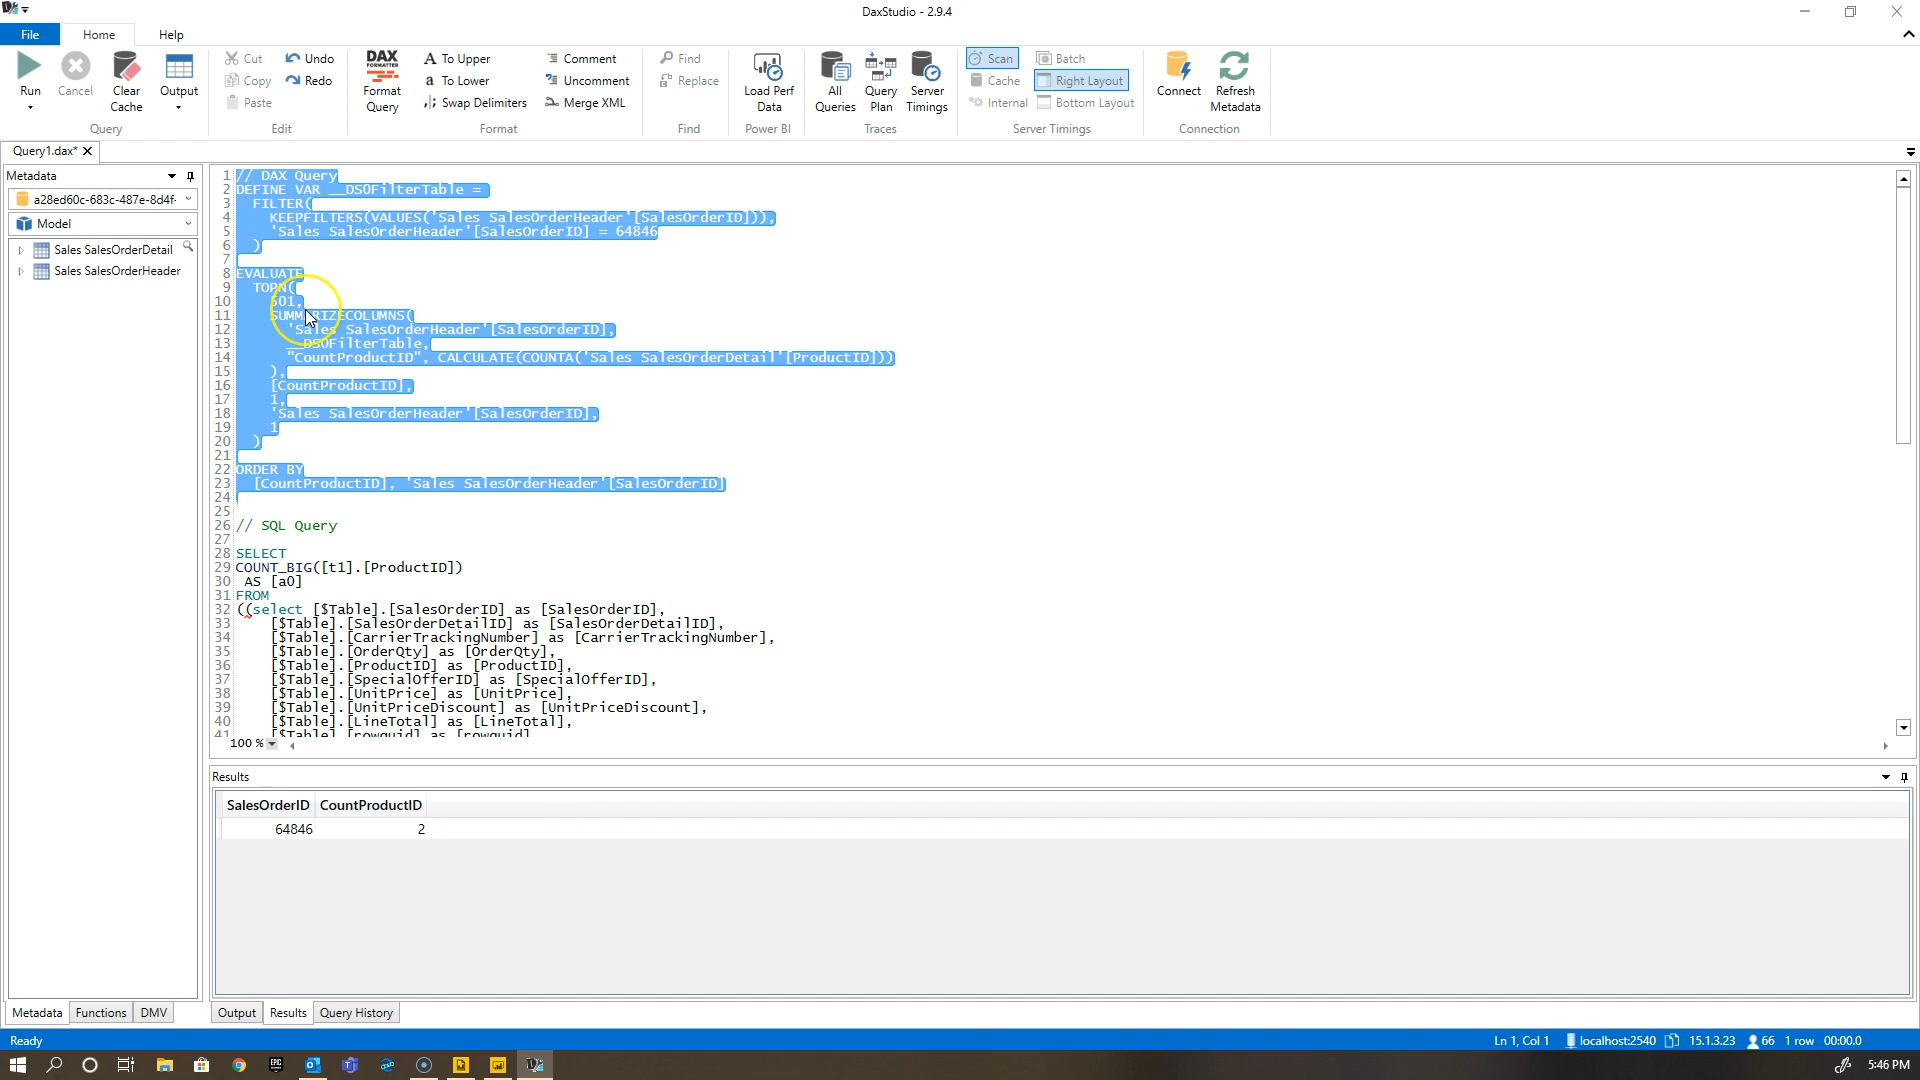 DaxStudio - 2.9.4
File Home Help
Run Cancel Clear Cache Output
Query
Cut Copy Paste Undo Redo
Edit
DAX FORMATTER Format Query To Upper To Lower Swap Delimiters Comment Uncomment Merge XML
Format
Find Replace
Find
Load Perf Data
Power BI
All Queries Query Plan Server Timings
Traces
Scan Cache Internal Batch Right Layout Bottom Layout
Server Timings
Connect Refresh Metadata
Connection
Query1.dax*
Metadata
a28ed60c-683c-487e-8d4f-
Model
Sales SalesOrderDetail
Sales SalesOrderHeader
1 // DAX Query
2 DEFINE VAR __DS0FilterTable =
3 FILTER(
4 KEEPFILTERS(VALUES('Sales SalesOrderHeader'[SalesOrderID])),
5 'Sales SalesOrderHeader'[SalesOrderID] = 64846
6 )
7
8 EVALUATE
9 TOPN(
10 501,
11 SUMMARIZECOLUMNS(
12 'Sales SalesOrderHeader'[SalesOrderID],
13 __DS0FilterTable,
14 "CountProductID", CALCULATE(COUNTA('Sales SalesOrderDetail'[ProductID]))
15 ),
16 [CountProductID],
17 1,
18 'Sales SalesOrderHeader'[SalesOrderID],
19 1
20 )
21
22 ORDER BY
23 [CountProductID], 'Sales SalesOrderHeader'[SalesOrderID]
24
25
26 // SQL Query
27
28 SELECT
29 COUNT_BIG([t1].[ProductID])
30 AS [a0]
31 FROM
32 ((select [$Table].[SalesOrderID] as [SalesOrderID],
33 [$Table].[SalesOrderDetailID] as [SalesOrderDetailID],
34 [$Table].[CarrierTrackingNumber] as [CarrierTrackingNumber],
35 [$Table].[OrderQty] as [OrderQty],
36 [$Table].[ProductID] as [ProductID],
37 [$Table].[SpecialOfferID] as [SpecialOfferID],
38 [$Table].[UnitPrice] as [UnitPrice],
39 [$Table].[UnitPriceDiscount] as [UnitPriceDiscount],
40 [$Table].[LineTotal] as [LineTotal],
41 [$Table].[rowguid] as [rowguid]
100 %
Results
SalesOrderID CountProductID
64846 2
Metadata Functions DMV Output Results Query History
Ready Ln 1, Col 1 localhost:2540 15.1.3.23 66 1 row 00:00.0
EPIC
5:46 PM